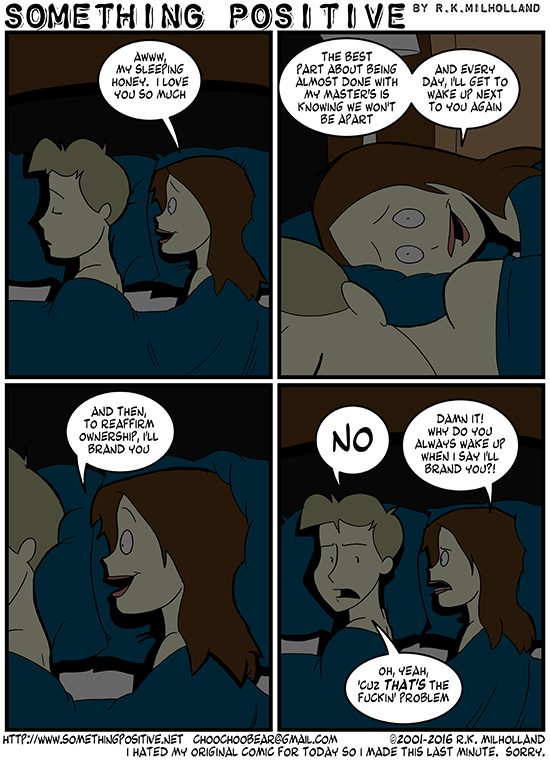 SOMETHING POSITIVE BY R.K.MILHOLLAND
AWWW,
MY SLEEPING
HONEY. I LOVE
YOU SO MUCH
THE BEST
PART ABOUT BEING
ALMOST DONE WITH
MY MASTER'S IS
KNOWING WE WON'T
BE APART
AND EVERY
DAY, I'LL GET TO
WAKE UP NEXT
TO YOU AGAIN
AND THEN,
TO REAFFIRM
OWNERSHIP, I'LL
BRAND YOU
NO
DAMN IT!
WHY DO YOU
ALWAYS WAKE UP
WHEN I SAY I'LL
BRAND YOU?!
OH, YEAH,
'CUZ THAT'S THE
FUCKIN' PROBLEM
HTTP://WWW.SOMETHINGPOSITIVE.NET CHOOCHOOBEAR@GMAIL.COM ©2001-2016 R.K. MILHOLLAND
I HATED MY ORIGINAL COMIC FOR TODAY SO I MADE THIS LAST MINUTE. SORRY.